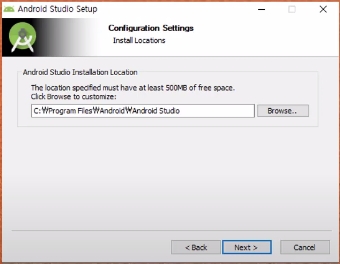 Android Studio Setup
Configuration Settings
Install Locations
Android Studio Installation Location
The location specified must have at least 500MB of free space.
Click Browse to customize:
C:₩Program Files₩Android₩Android Studio
Browse...
< Back
Next >
Cancel